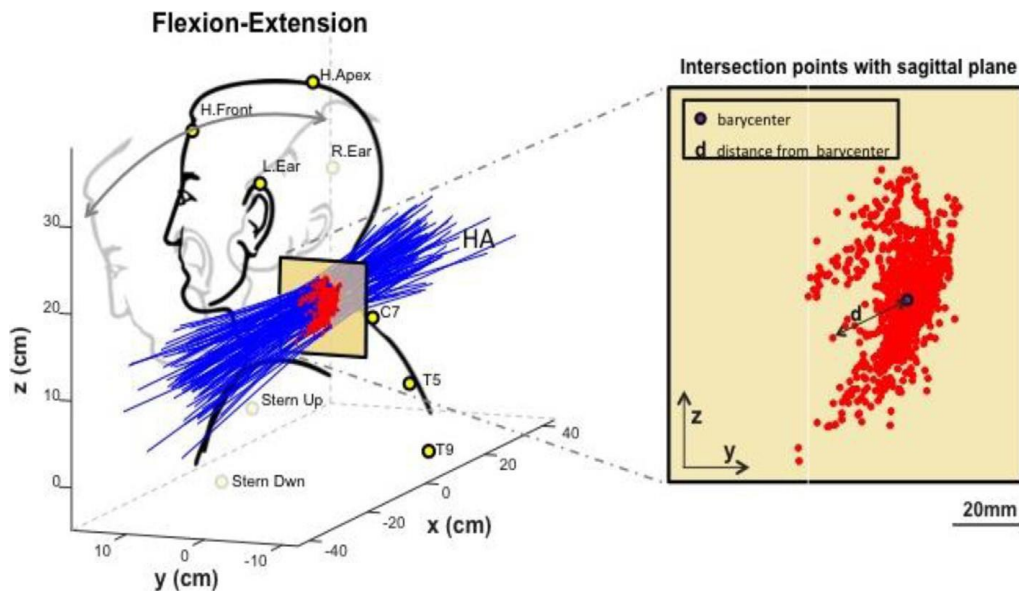 Flexion-Extension
H.Apex
H.Front
R.Ear
L.Ear
HA
C7
T5
T9
Stern Up
Stern Dwn
z (cm)
30
20
10
0
y (cm)
10
0
-10
x (cm)
-40
-20
0
20
40
Intersection points with sagittal plane
barycenter
d distance from barycenter
d
z
y
20mm